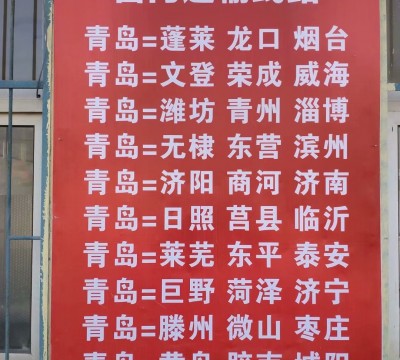 青岛=蓬莱 龙口 烟台
青岛=文登 荣成 威海
青岛=潍坊 青州 淄博
青岛=无棣 东营 滨州
青岛=济阳 商河 济南
青岛=日照 莒县 临沂
青岛=莱芜 东平 泰安
青岛=巨野 菏泽 济宁
青岛=滕州 微山 枣庄